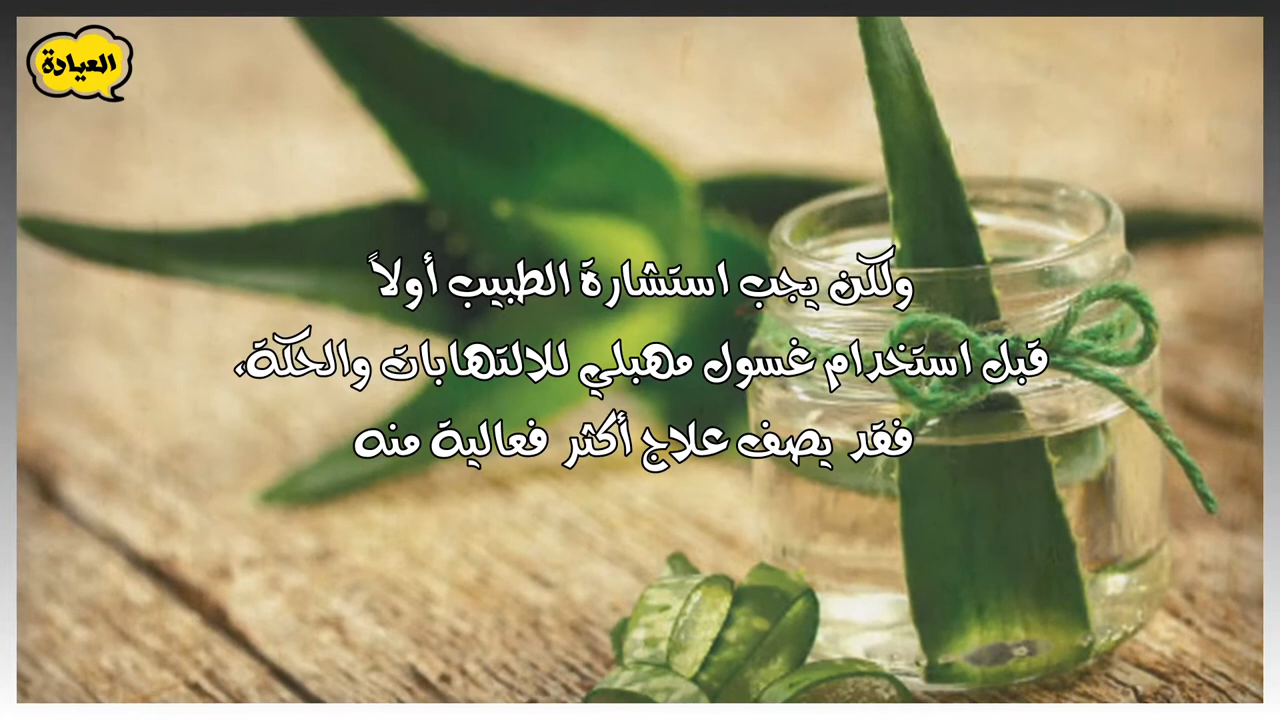 العيادة
ولكن يجب استشارة الطبيب أولاً
قبل استخدام غسول مهبلي للالتهابات والحكة،
فقد يصف علاج أكثر فعالية منه